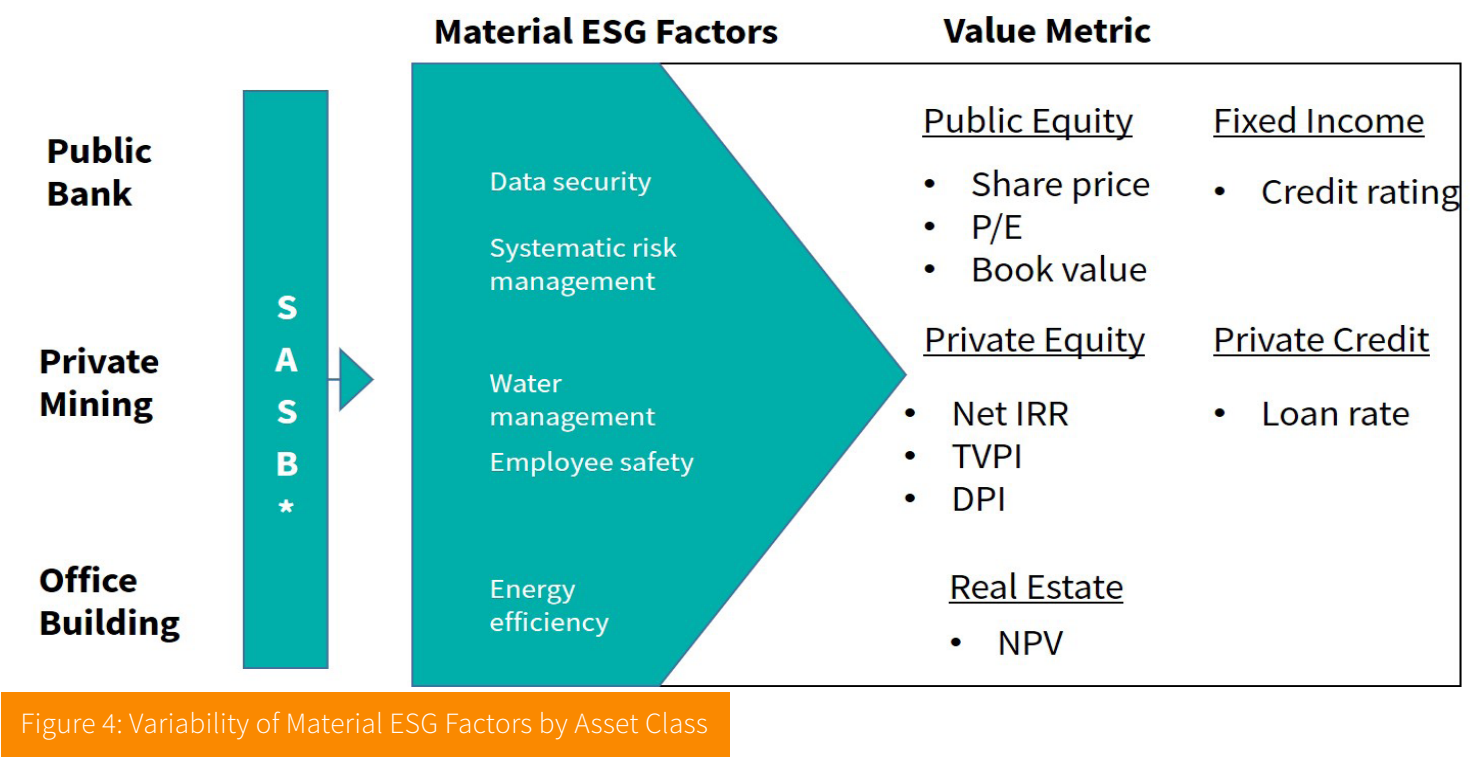 Material ESG Factors
Value Metric
Public
Bank
Private
Mining
Office
Building
S
A
S
B
*
Data security
Systematic risk
management
Water
management
Employee safety
Energy
efficiency
Public Equity
• Share price
• P/E
• Book value
Fixed Income
• Credit rating
Private Equity
• Net IRR
• TVPI
• DPI
Private Credit
• Loan rate
Real Estate
• NPV
Figure 4: Variability of Material ESG Factors by Asset Class